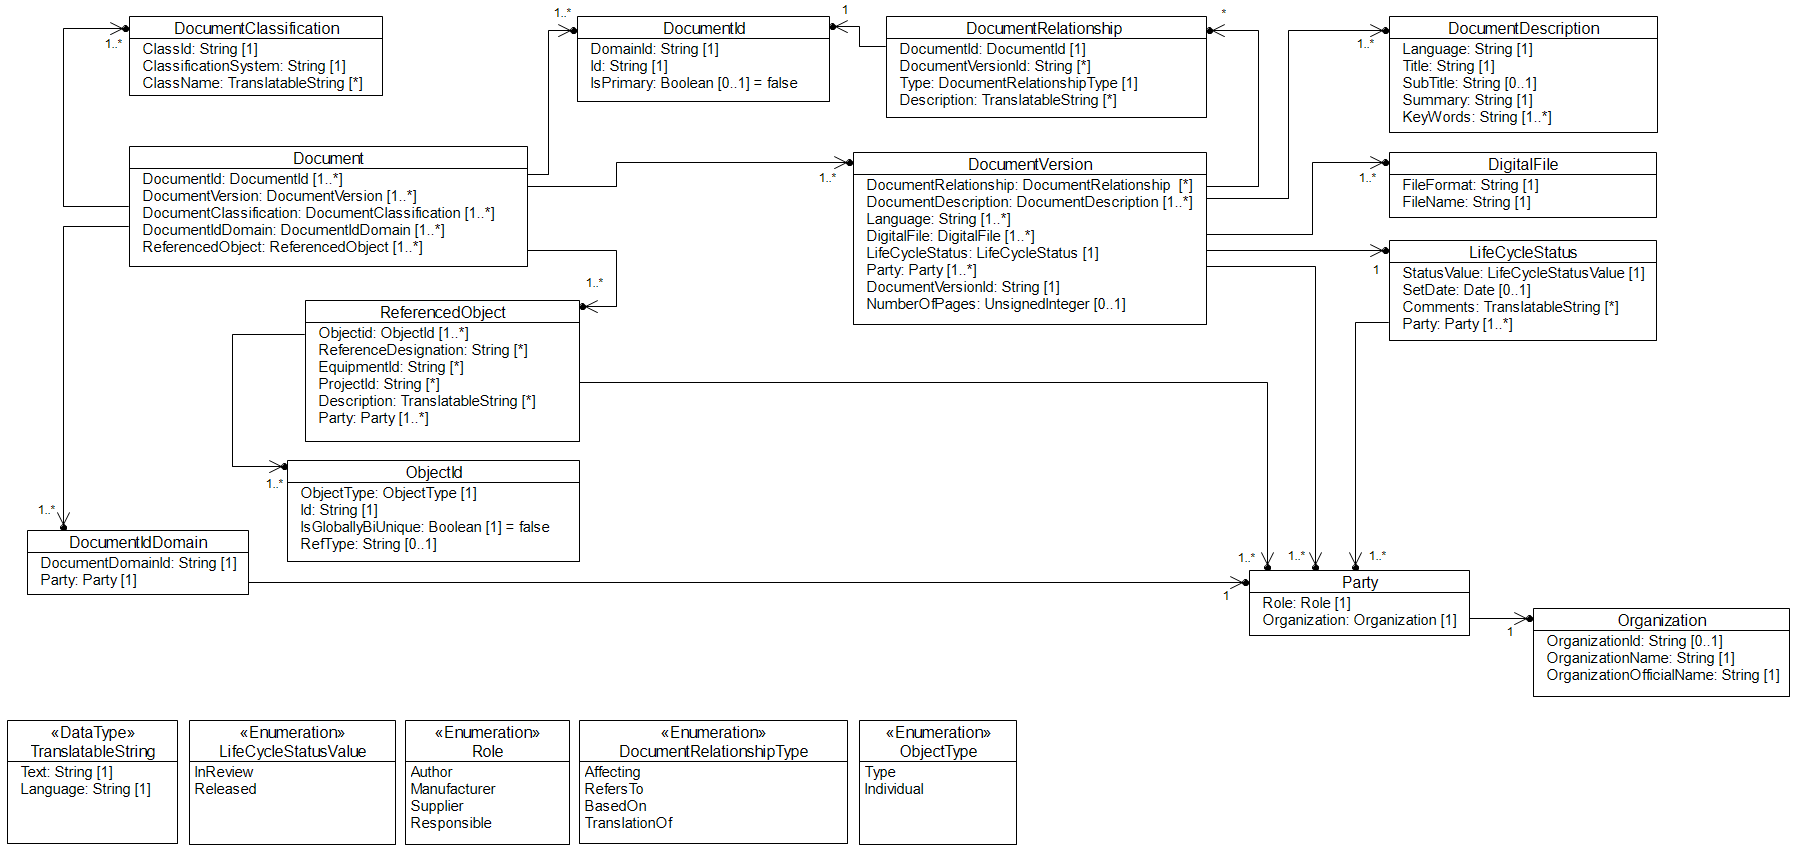 DocumentClassification
ClassId: String [1]
ClassificationSystem: String [1]
ClassName: TranslatableString [*]
1..*
DocumentId
DomainId: String [1]
Id: String [1]
IsPrimary: Boolean [0..1] = false
1..*
1
DocumentRelationship
DocumentId: DocumentId [1]
DocumentVersionId: String [*]
Type: DocumentRelationshipType [1]
Description: TranslatableString [*]
*
DocumentDescription
Language: String [1]
Title: String [1]
SubTitle: String [0..1]
Summary: String [1]
KeyWords: String [1..*]
1..*
Document
DocumentId: DocumentId [1..*]
DocumentVersion: DocumentVersion [1..*]
DocumentClassification: DocumentClassification [1..*]
DocumentIdDomain: DocumentIdDomain [1..*]
ReferencedObject: ReferencedObject [1..*]
DocumentVersion
DocumentRelationship: DocumentRelationship [*]
DocumentDescription: DocumentDescription [1..*]
Language: String [1..*]
DigitalFile: DigitalFile [1..*]
LifeCycleStatus: LifeCycleStatus [1]
Party: Party [1..*]
DocumentVersionId: String [1]
NumberOfPages: UnsignedInteger [0..1]
1..*
DigitalFile
FileFormat: String [1]
FileName: String [1]
1..*
LifeCycleStatus
StatusValue: LifeCycleStatusValue [1]
SetDate: Date [0..1]
Comments: TranslatableString [*]
Party: Party [1..*]
1
1..*
ReferencedObject
Objectid: ObjectId [1..*]
ReferenceDesignation: String [*]
EquipmentId: String [*]
ProjectId: String [*]
Description: TranslatableString [*]
Party: Party [1..*]
ObjectId
ObjectType: ObjectType [1]
Id: String [1]
IsGloballyBiUnique: Boolean [1] = false
RefType: String [0..1]
1..*
1..*
DocumentIdDomain
DocumentDomainId: String [1]
Party: Party [1]
1..*
1..*
1..*
1
Party
Role: Role [1]
Organization: Organization [1]
1
Organization
OrganizationId: String [0..1]
OrganizationName: String [1]
OrganizationOfficialName: String [1]
«DataType»
TranslatableString
Text: String [1]
Language: String [1]
«Enumeration»
LifeCycleStatusValue
InReview
Released
«Enumeration»
Role
Author
Manufacturer
Supplier
Responsible
«Enumeration»
DocumentRelationshipType
Affecting
RefersTo
BasedOn
TranslationOf
«Enumeration»
ObjectType
Type
Individual